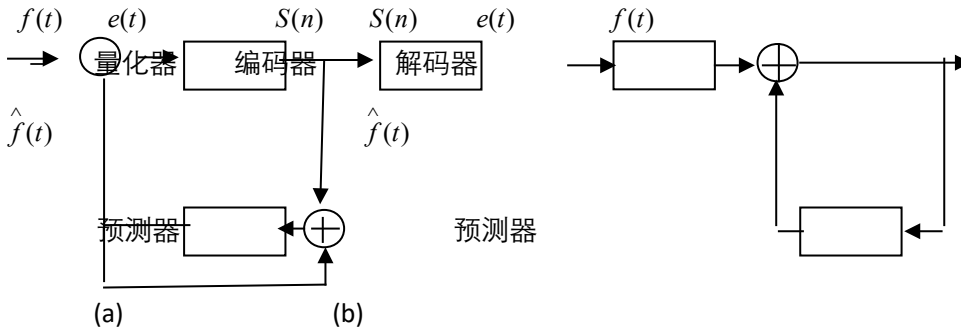 f(t) e(t) S(n) S(n) e(t) f(t)
量化器 编码器 解码器
f̂(t) f̂(t)
预测器 预测器
(a) (b)